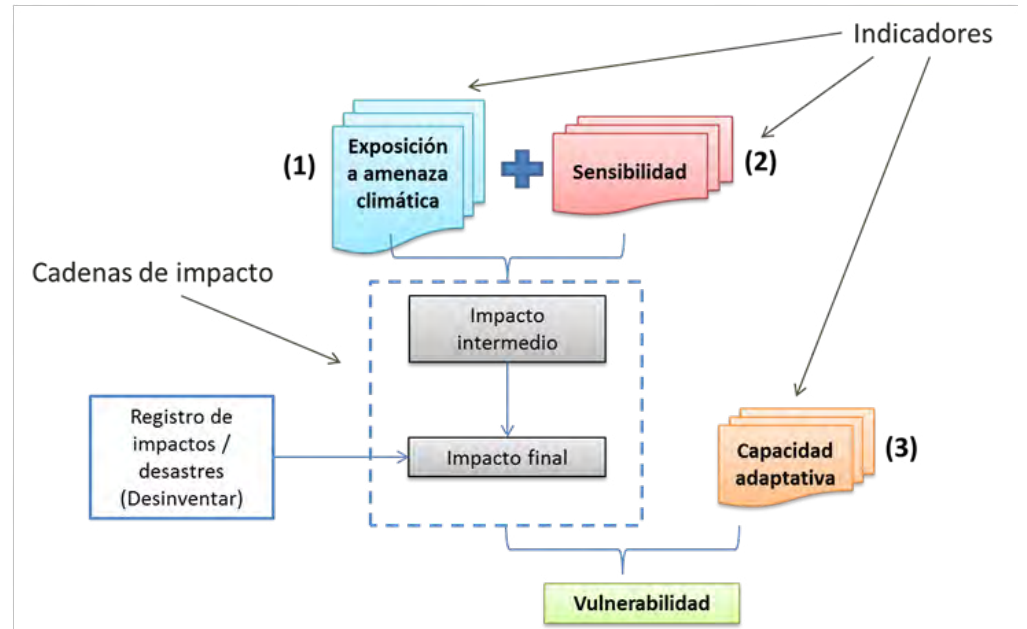 Indicadores
(1)
Exposición
a amenaza
climática
Sensibilidad
(2)
Cadenas de impacto
Impacto
intermedio
Registro de
impactos /
desastres
(Desinventar)
Impacto final
Capacidad
adaptativa
(3)
Vulnerabilidad